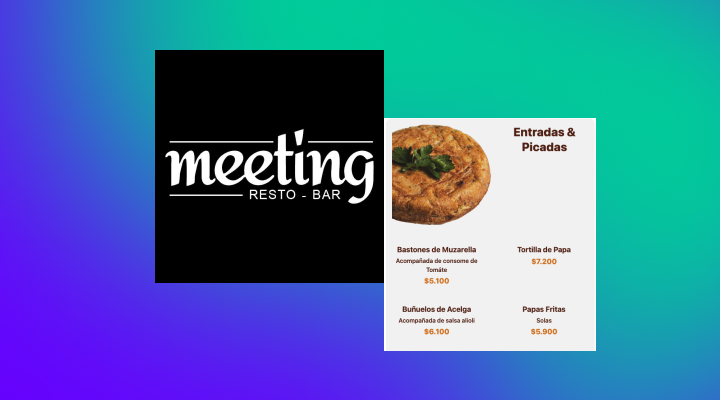 meeting
RESTO - BAR
Entradas &
Picadas
Bastones de Muzarella
Acompañada de consome de
Tomáte
$5.100
Tortilla de Papa
$7.200
Buñuelos de Acelga
Acompañada de salsa alioli
$6.100
Papas Fritas
Solas
$5.900